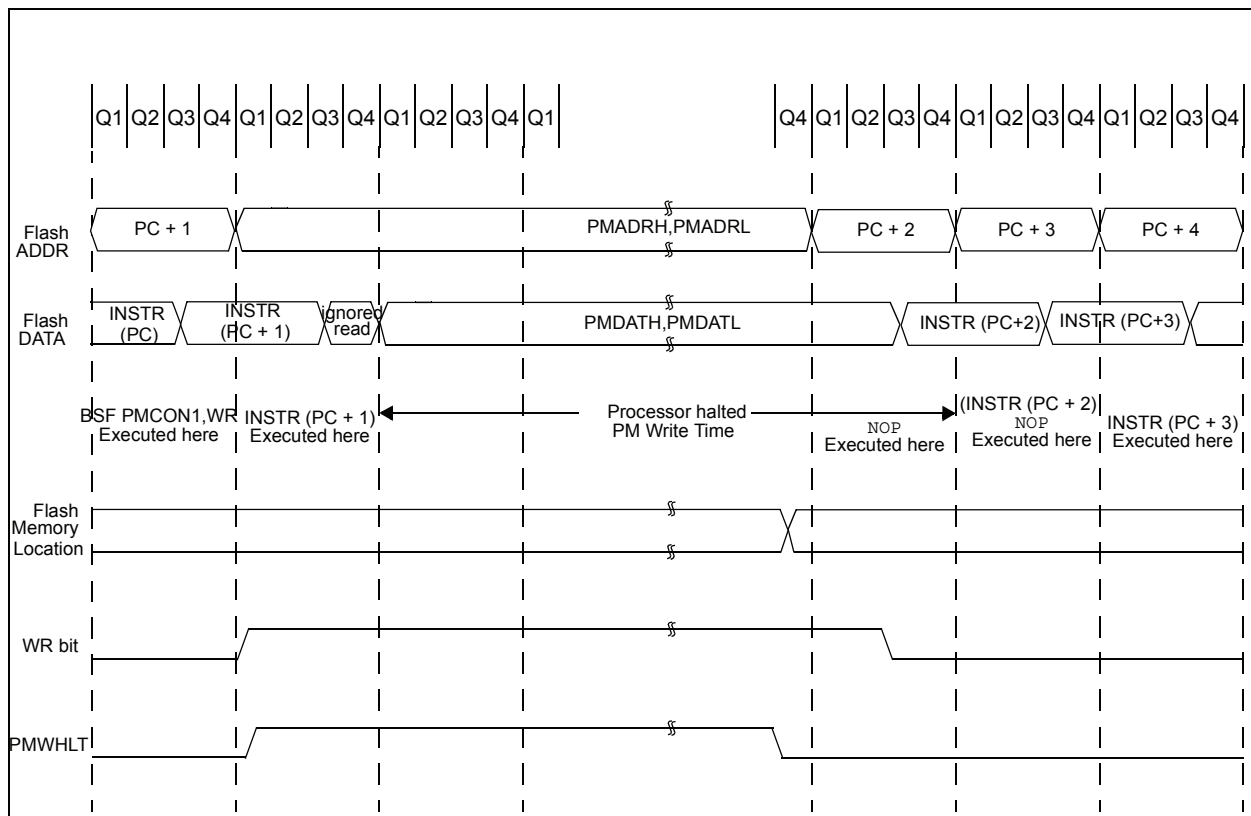 Q1 Q2 Q3 Q4 Q1 Q2 Q3 Q4 Q1 Q2 Q3 Q4 Q1 Q4 Q1 Q2 Q3 Q4 Q1 Q2 Q3 Q4 Q1 Q2 Q3 Q4
Flash
ADDR
PC + 1
PMADRH,PMADRL
PC + 2
PC + 3
PC + 4
Flash
DATA
INSTR
(PC)
INSTR
(PC + 1)
ignored
read
PMDATH,PMDATL
INSTR (PC+2)
INSTR (PC+3)
BSF PMCON1,WR
Executed here
INSTR (PC + 1)
Executed here
Processor halted
PM Write Time
NOP
Executed here
(INSTR (PC + 2)
NOP
Executed here
INSTR (PC + 3)
Executed here
Flash
Memory
Location
WR bit
PMWHLT